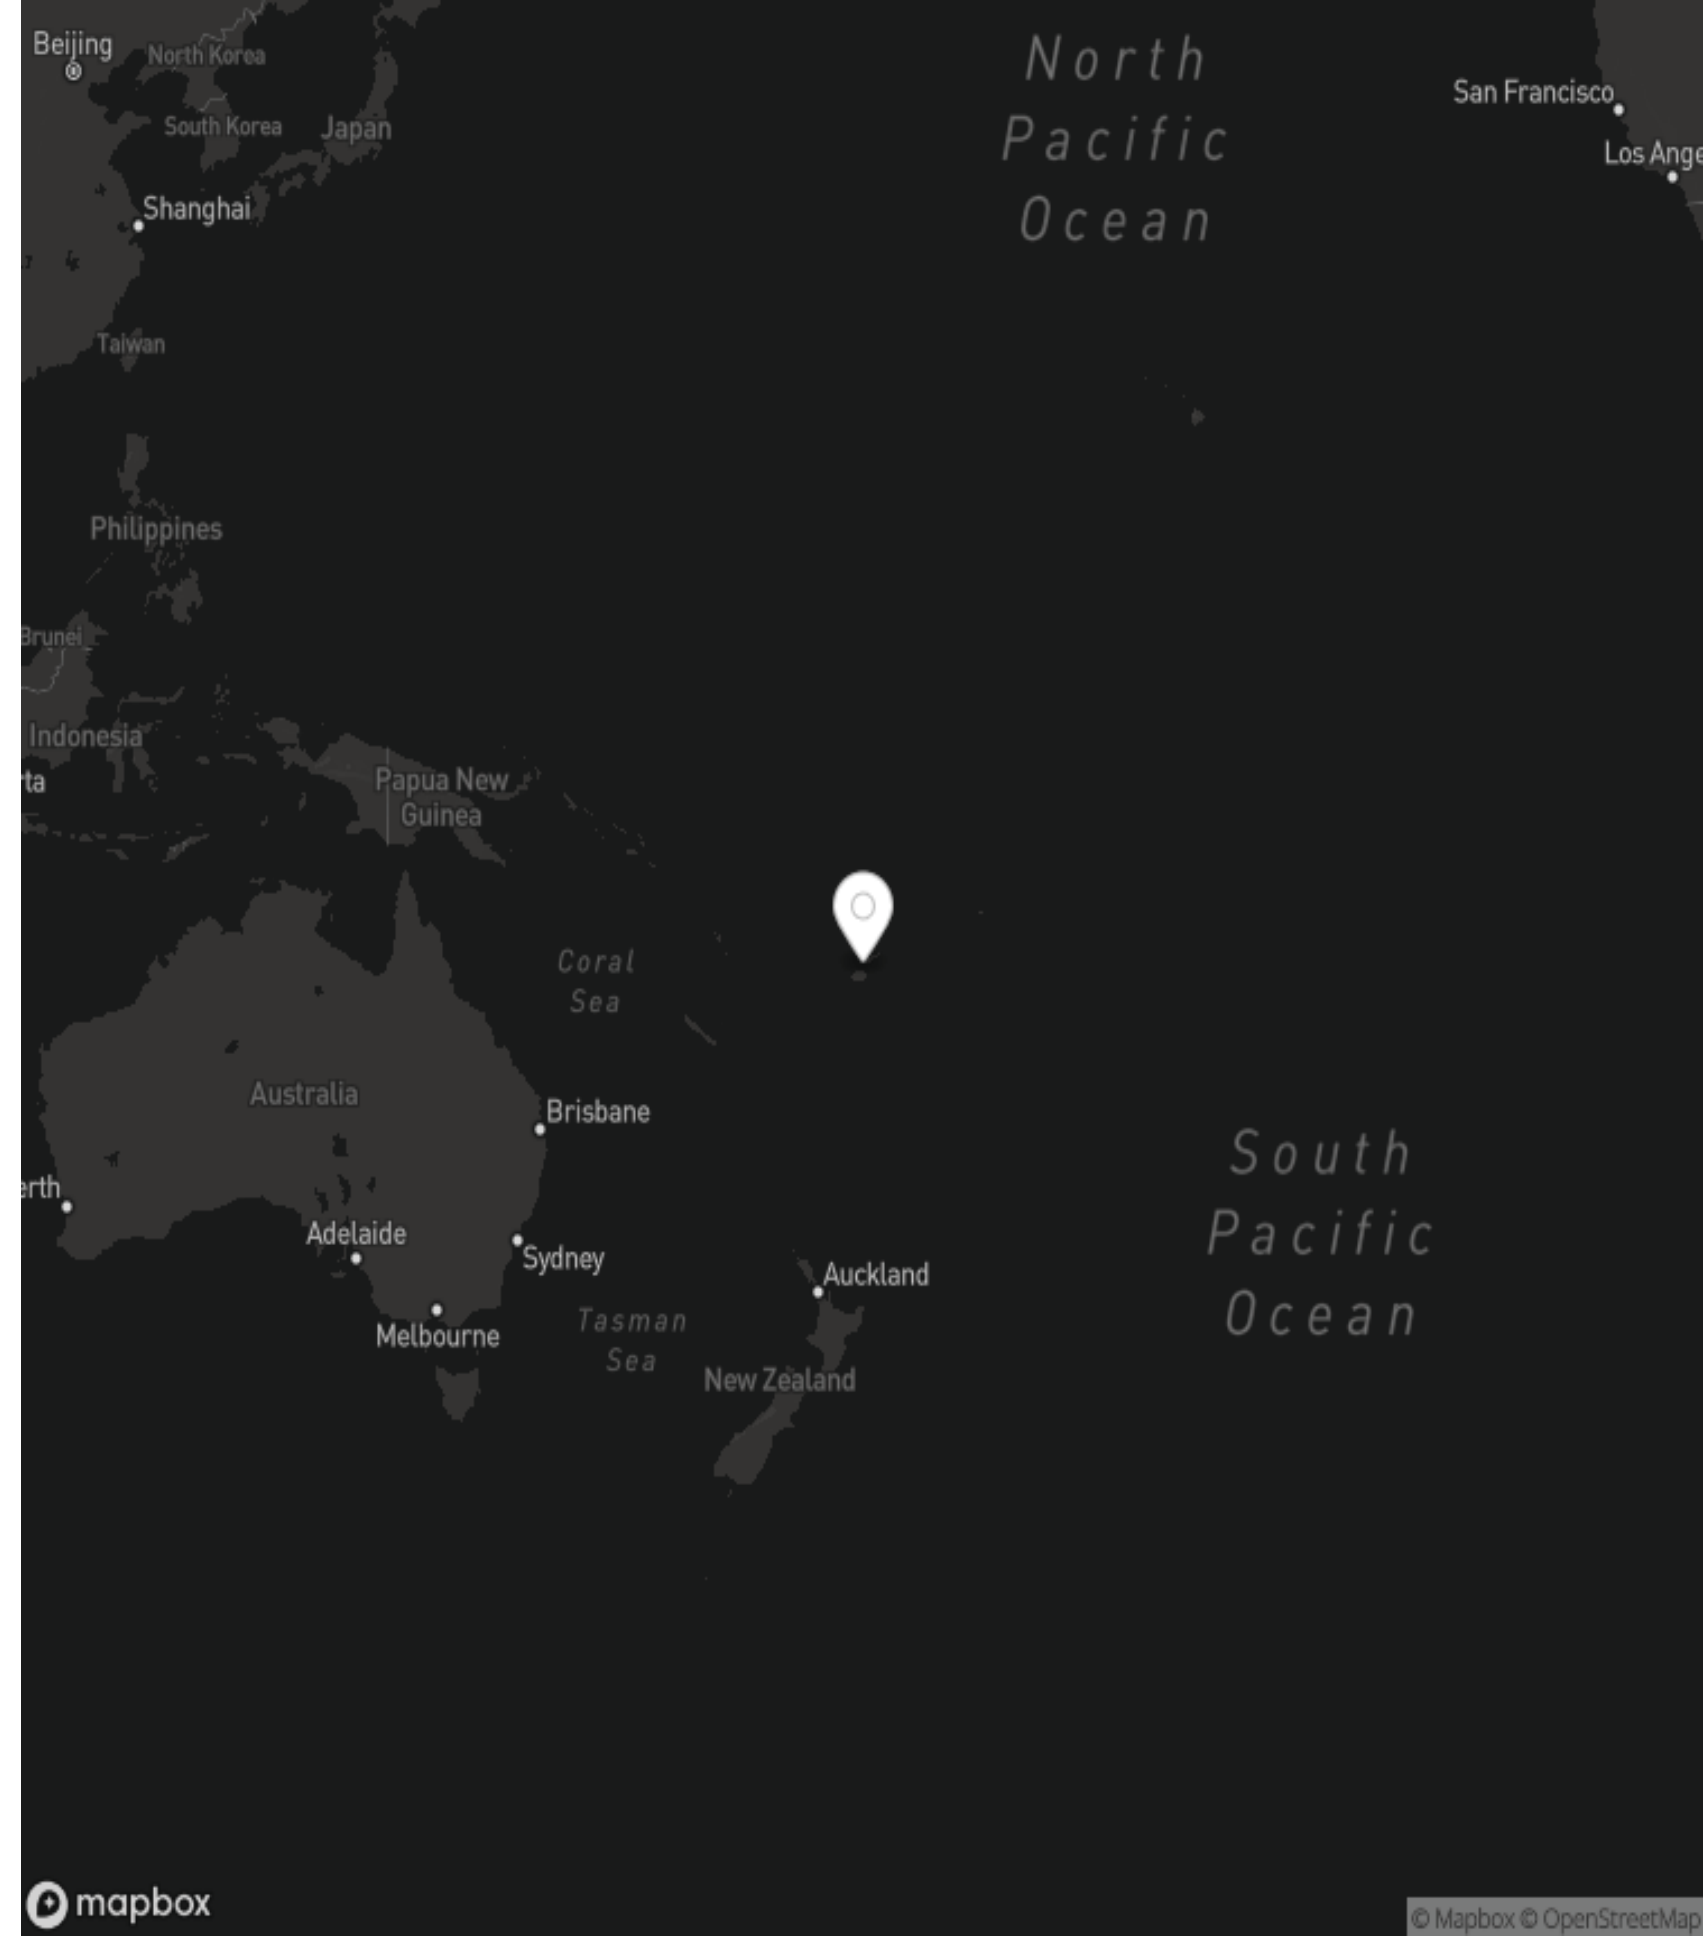 Beijing
North Korea
South Korea
Japan
Shanghai
Taiwan
Philippines
Brunei
Indonesia
ta
Papua New
Guinea
North
Pacific
Ocean
San Francisco
Los Ange
Coral
Sea
Australia
Brisbane
erth
Adelaide
Sydney
Melbourne
Tasman
Sea
Auckland
New Zealand
South
Pacific
Ocean
mapbox
© Mapbox © OpenStreetMap